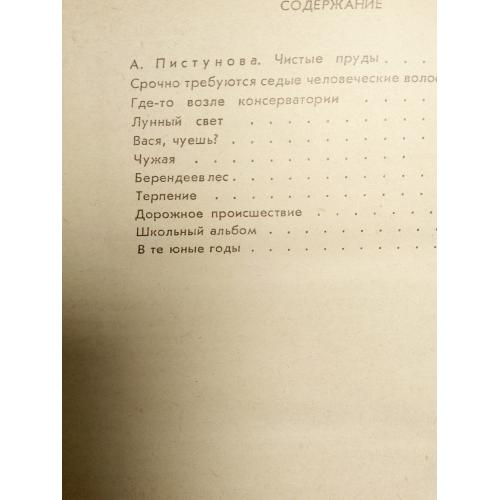 СОДЕРЖАНИЕ
А. Пистунова. Чистые пруды . . .
Срочно требуются седые человеческие воло
Где-то возле консерватории . . . .
Лунный свет . . . . . . . . . .
Вася, чуешь? . . . . . . . . . .
Чужая . . . . . . . . . . . .
Берендеев лес . . . . . . . . . .
Терпение . . . . . . . . . . . .
Дорожное происшествие . . . . . .
Школьный альбом . . . . . . . .
В те юные годы . . . . . . . . .